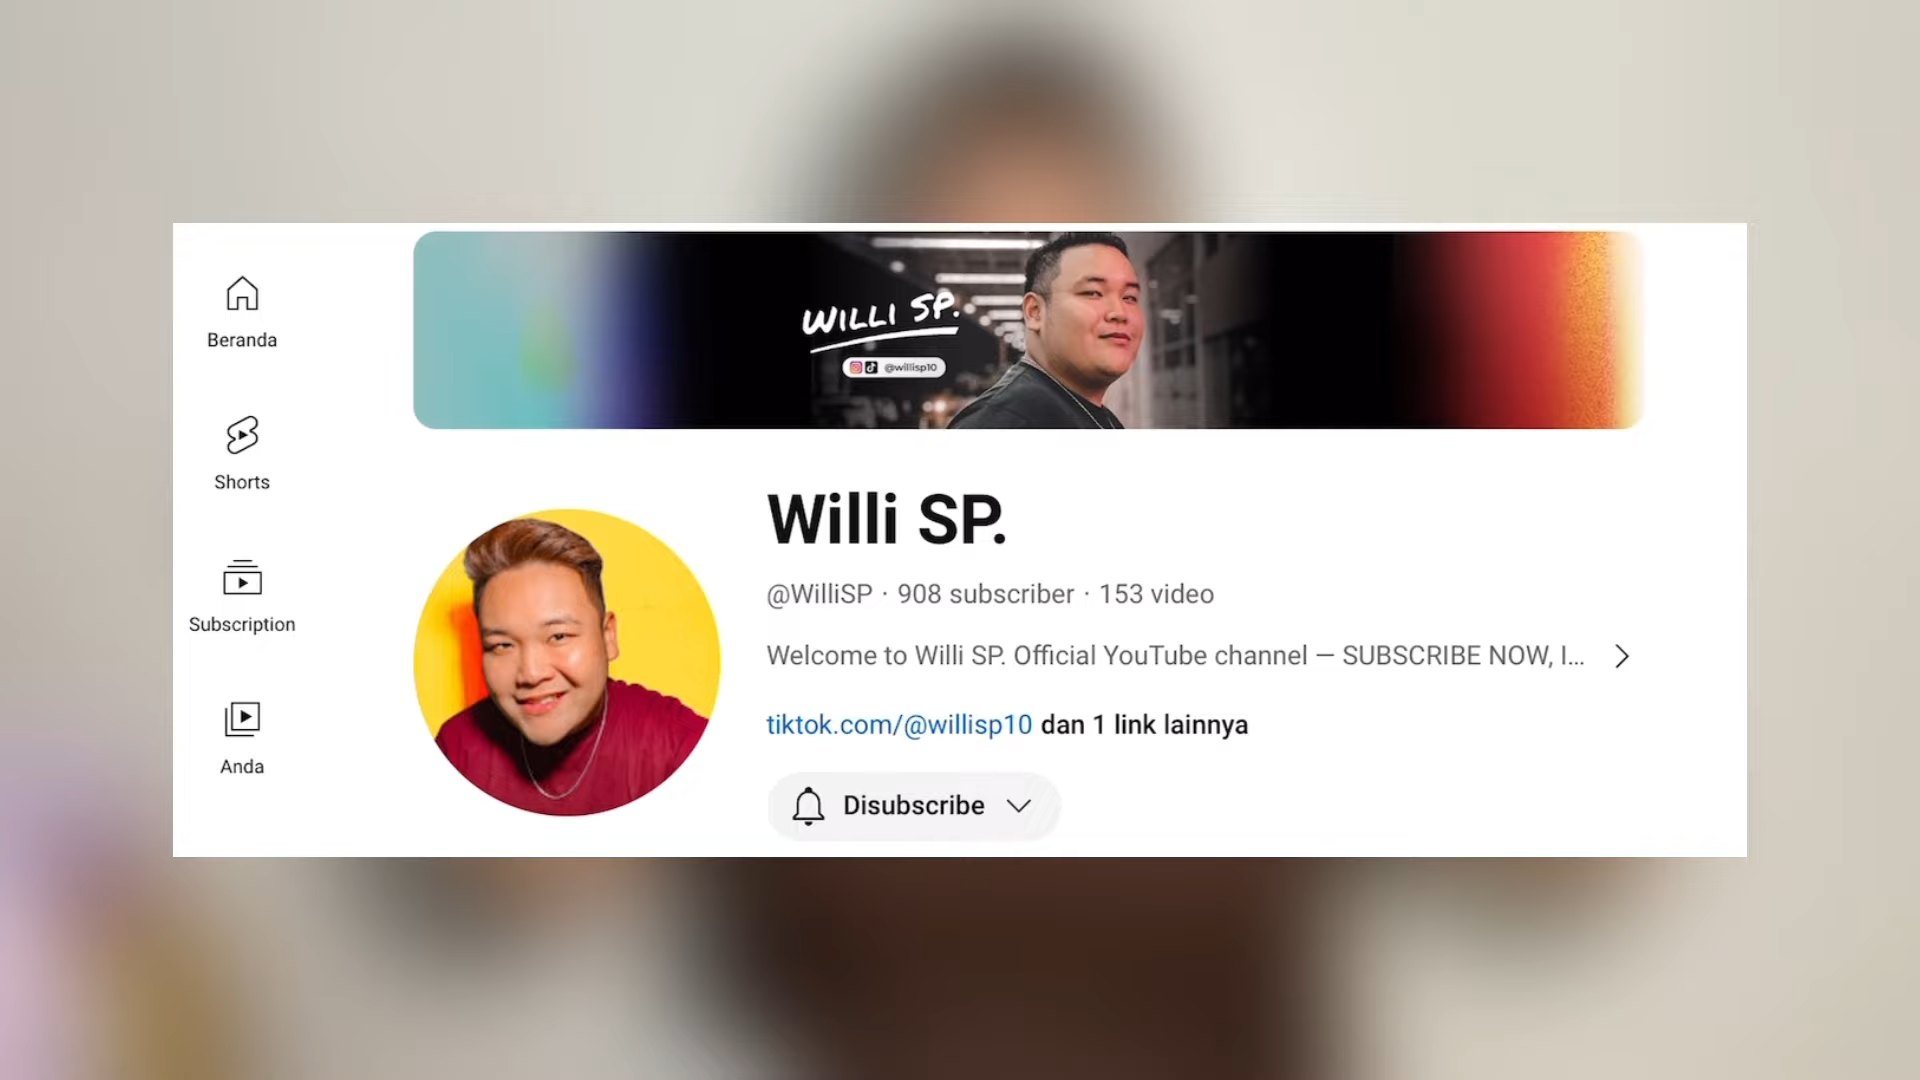 WILLI SP.
@willisp10
Beranda
Shorts
Subscription
Anda
Willi SP.
@WilliSP · 908 subscriber · 153 video
Welcome to Willi SP. Official YouTube channel — SUBSCRIBE NOW, I...
tiktok.com/@willisp10 dan 1 link lainnya
Disubscribe